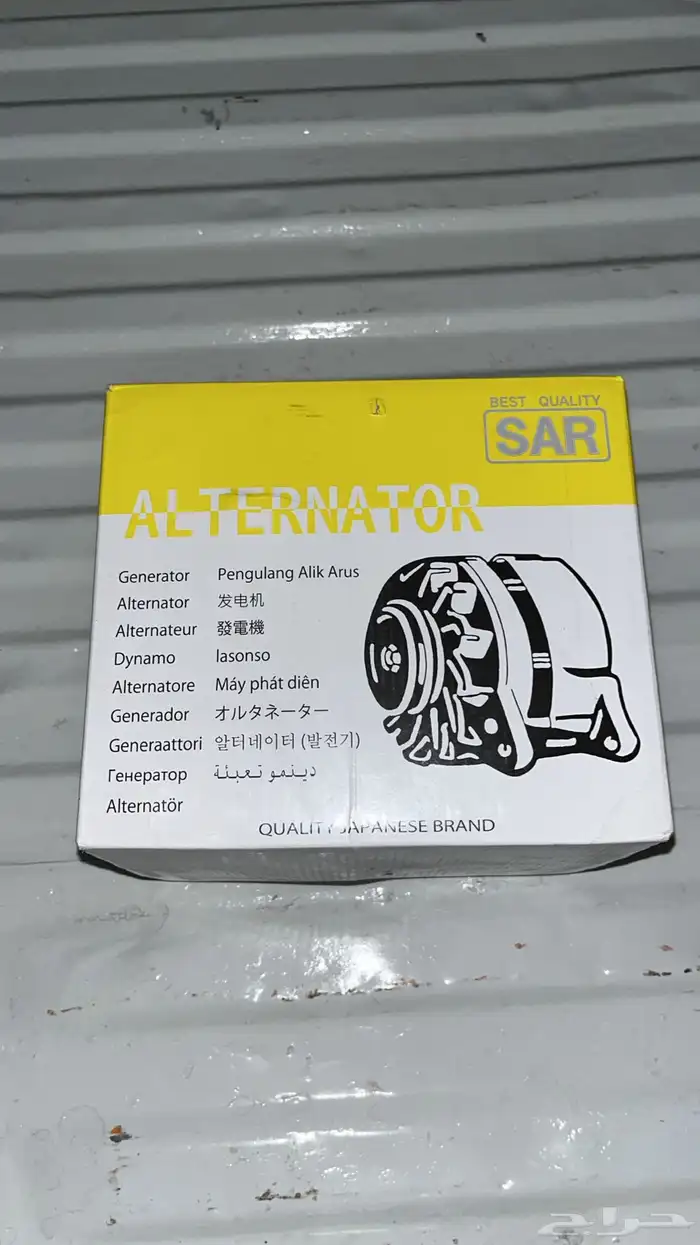 BEST QUALITY
SAR
ALTERNATOR
Generator Pengulang Alik Arus
Alternator 发电机
Alternateur 發電機
Dynamo lasonso
Alternatore Máy phát diên
Generador オルタネーター
Generaattori 알터네이터 (발전기)
Генератор دينمو تعبئة
Alternatör
QUALITY JAPANESE BRAND
حراج